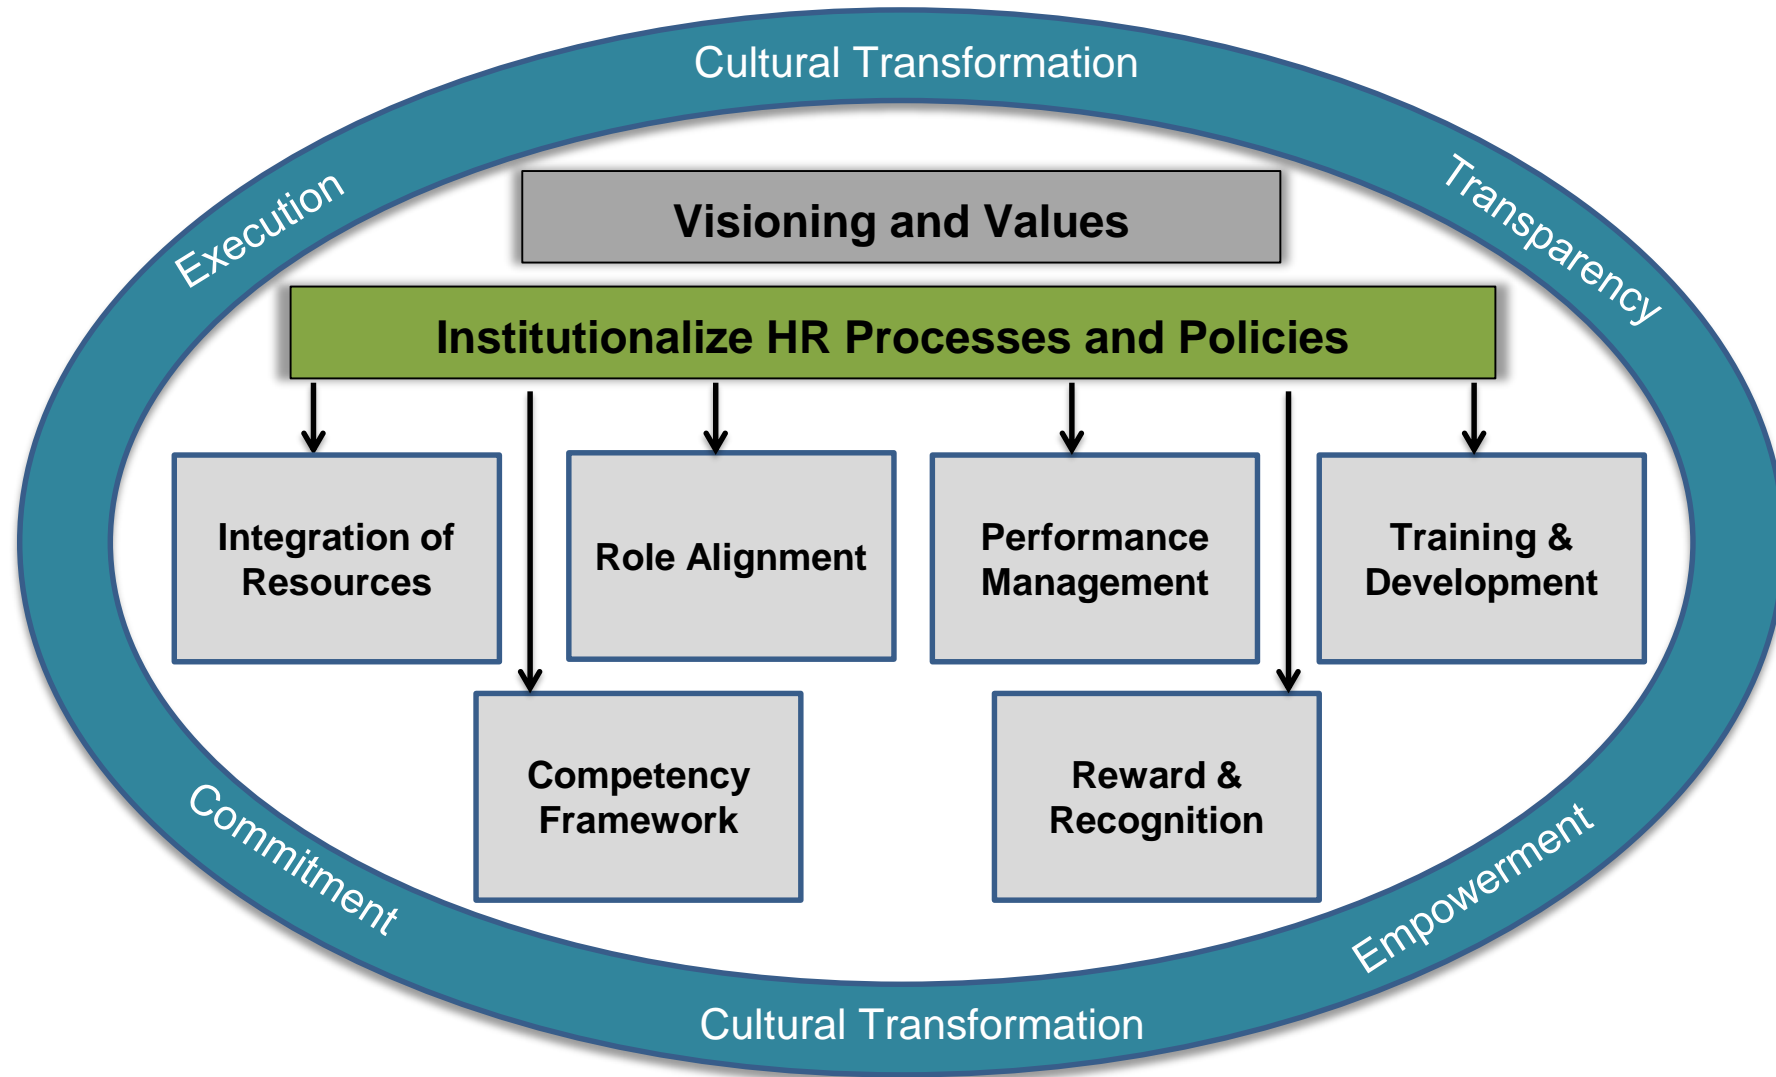 Cultural Transformation
Execution
Transparency
Visioning and Values
Institutionalize HR Processes and Policies
Integration of
Resources
Role Alignment
Performance
Management
Training &
Development
Competency
Framework
Reward &
Recognition
Commitment
Empowerment
Cultural Transformation